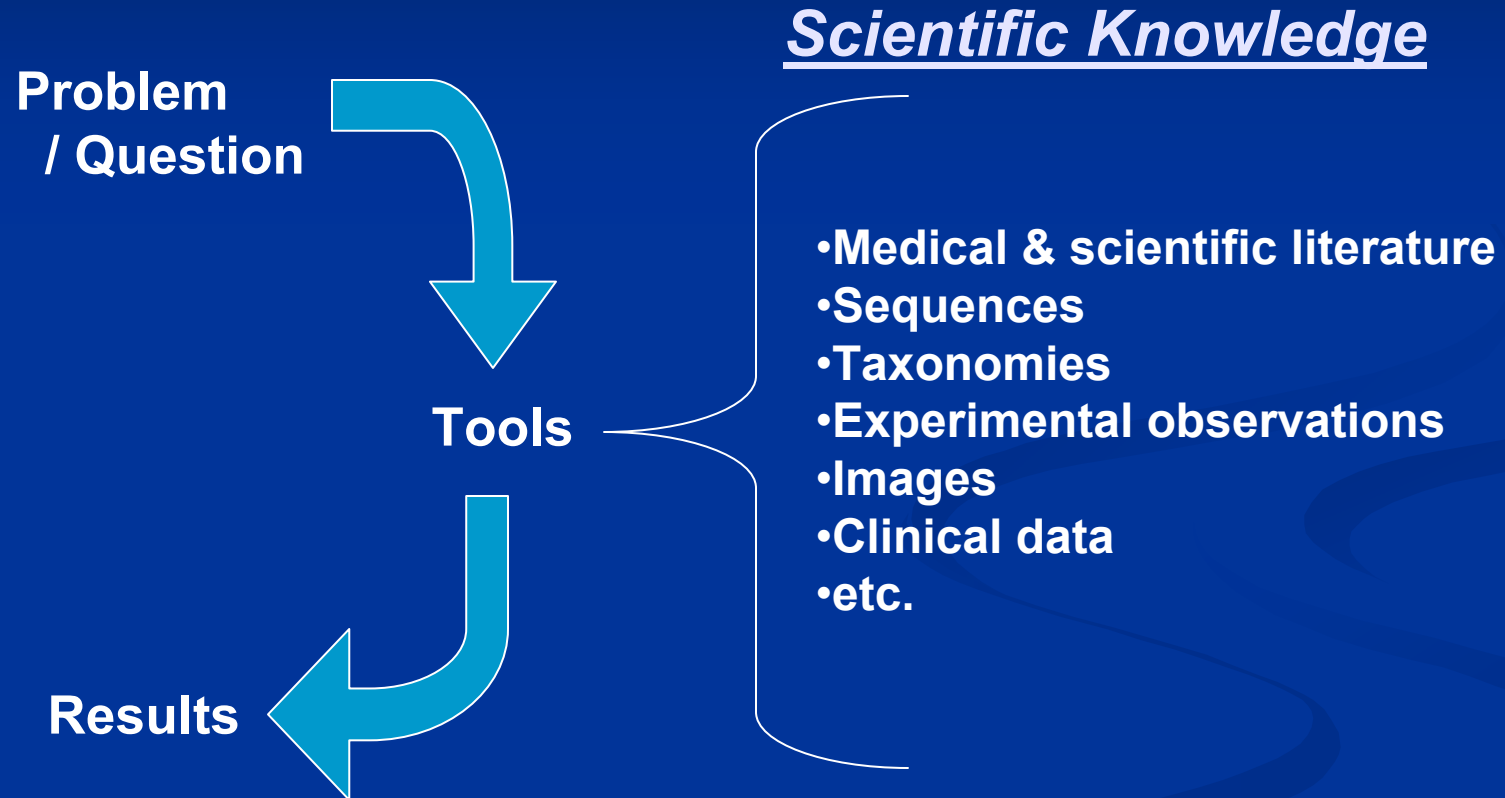 Scientific Knowledge
Problem
/ Question
Tools
Results
•Medical & scientific literature
•Sequences
•Taxonomies
•Experimental observations
•Images
•Clinical data
•etc.